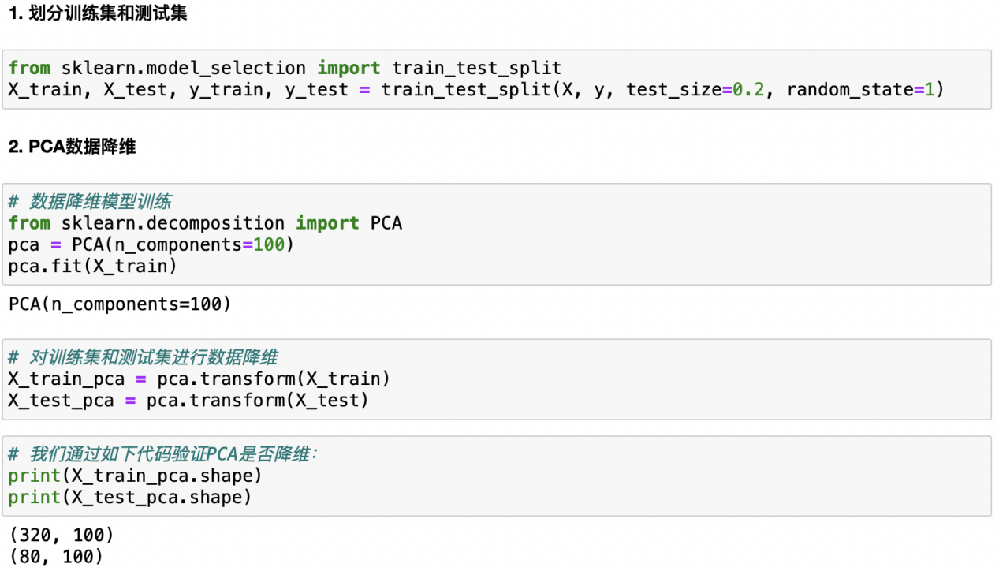 1. 划分训练集和测试集
from sklearn.model_selection import train_test_split
X_train, X_test, y_train, y_test = train_test_split(X, y, test_size=0.2, random_state=1)
2. PCA数据降维
# 数据降维模型训练
from sklearn.decomposition import PCA
pca = PCA(n_components=100)
pca.fit(X_train)
PCA(n_components=100)
# 对训练集和测试集进行数据降维
X_train_pca = pca.transform(X_train)
X_test_pca = pca.transform(X_test)
# 我们通过如下代码验证PCA是否降维：
print(X_train_pca.shape)
print(X_test_pca.shape)
(320, 100)
(80, 100)